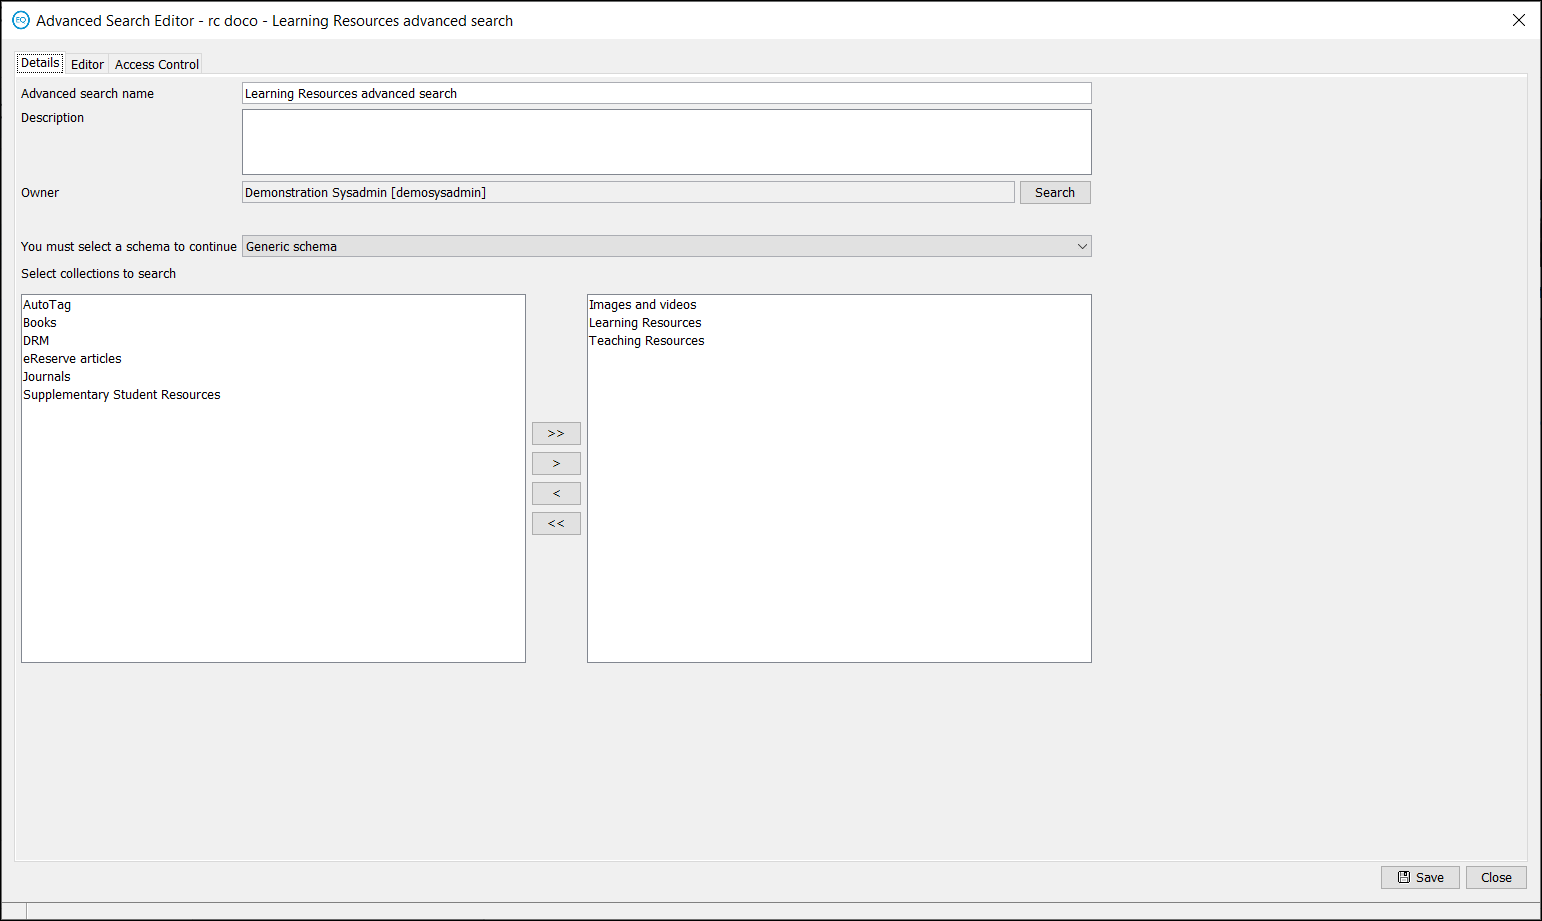 EQ Advanced Search Editor - rc doco - Learning Resources advanced search
Details Editor Access Control
Advanced search name Learning Resources advanced search
Description
Owner Demonstration Sysadmin [demosysadmin] Search
You must select a schema to continue Generic schema
Select collections to search
AutoTag
Books
DRM
eReserve articles
Journals
Supplementary Student Resources
>>
>
<
<<
Images and videos
Learning Resources
Teaching Resources
Save Close